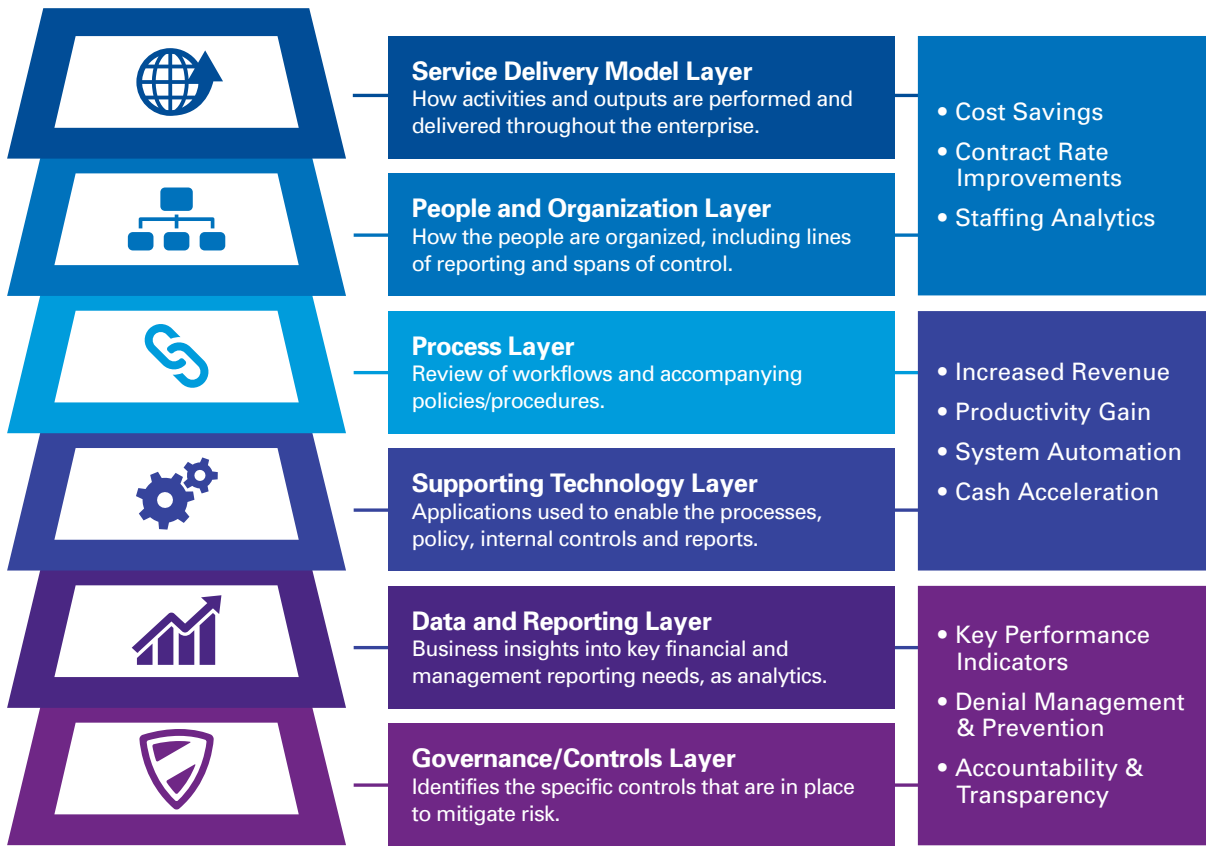 Service Delivery Model Layer
How activities and outputs are performed and
delivered throughout the enterprise.
People and Organization Layer
How the people are organized, including lines
of reporting and spans of control.
• Cost Savings
• Contract Rate
Improvements
• Staffing Analytics
Process Layer
Review of workflows and accompanying
policies/procedures.
Supporting Technology Layer
Applications used to enable the processes,
policy, internal controls and reports.
• Increased Revenue
• Productivity Gain
• System Automation
• Cash Acceleration
Data and Reporting Layer
Business insights into key financial and
management reporting needs, as analytics.
Governance/Controls Layer
Identifies the specific controls that are in place
to mitigate risk.
• Key Performance
Indicators
• Denial Management
& Prevention
• Accountability &
Transparency